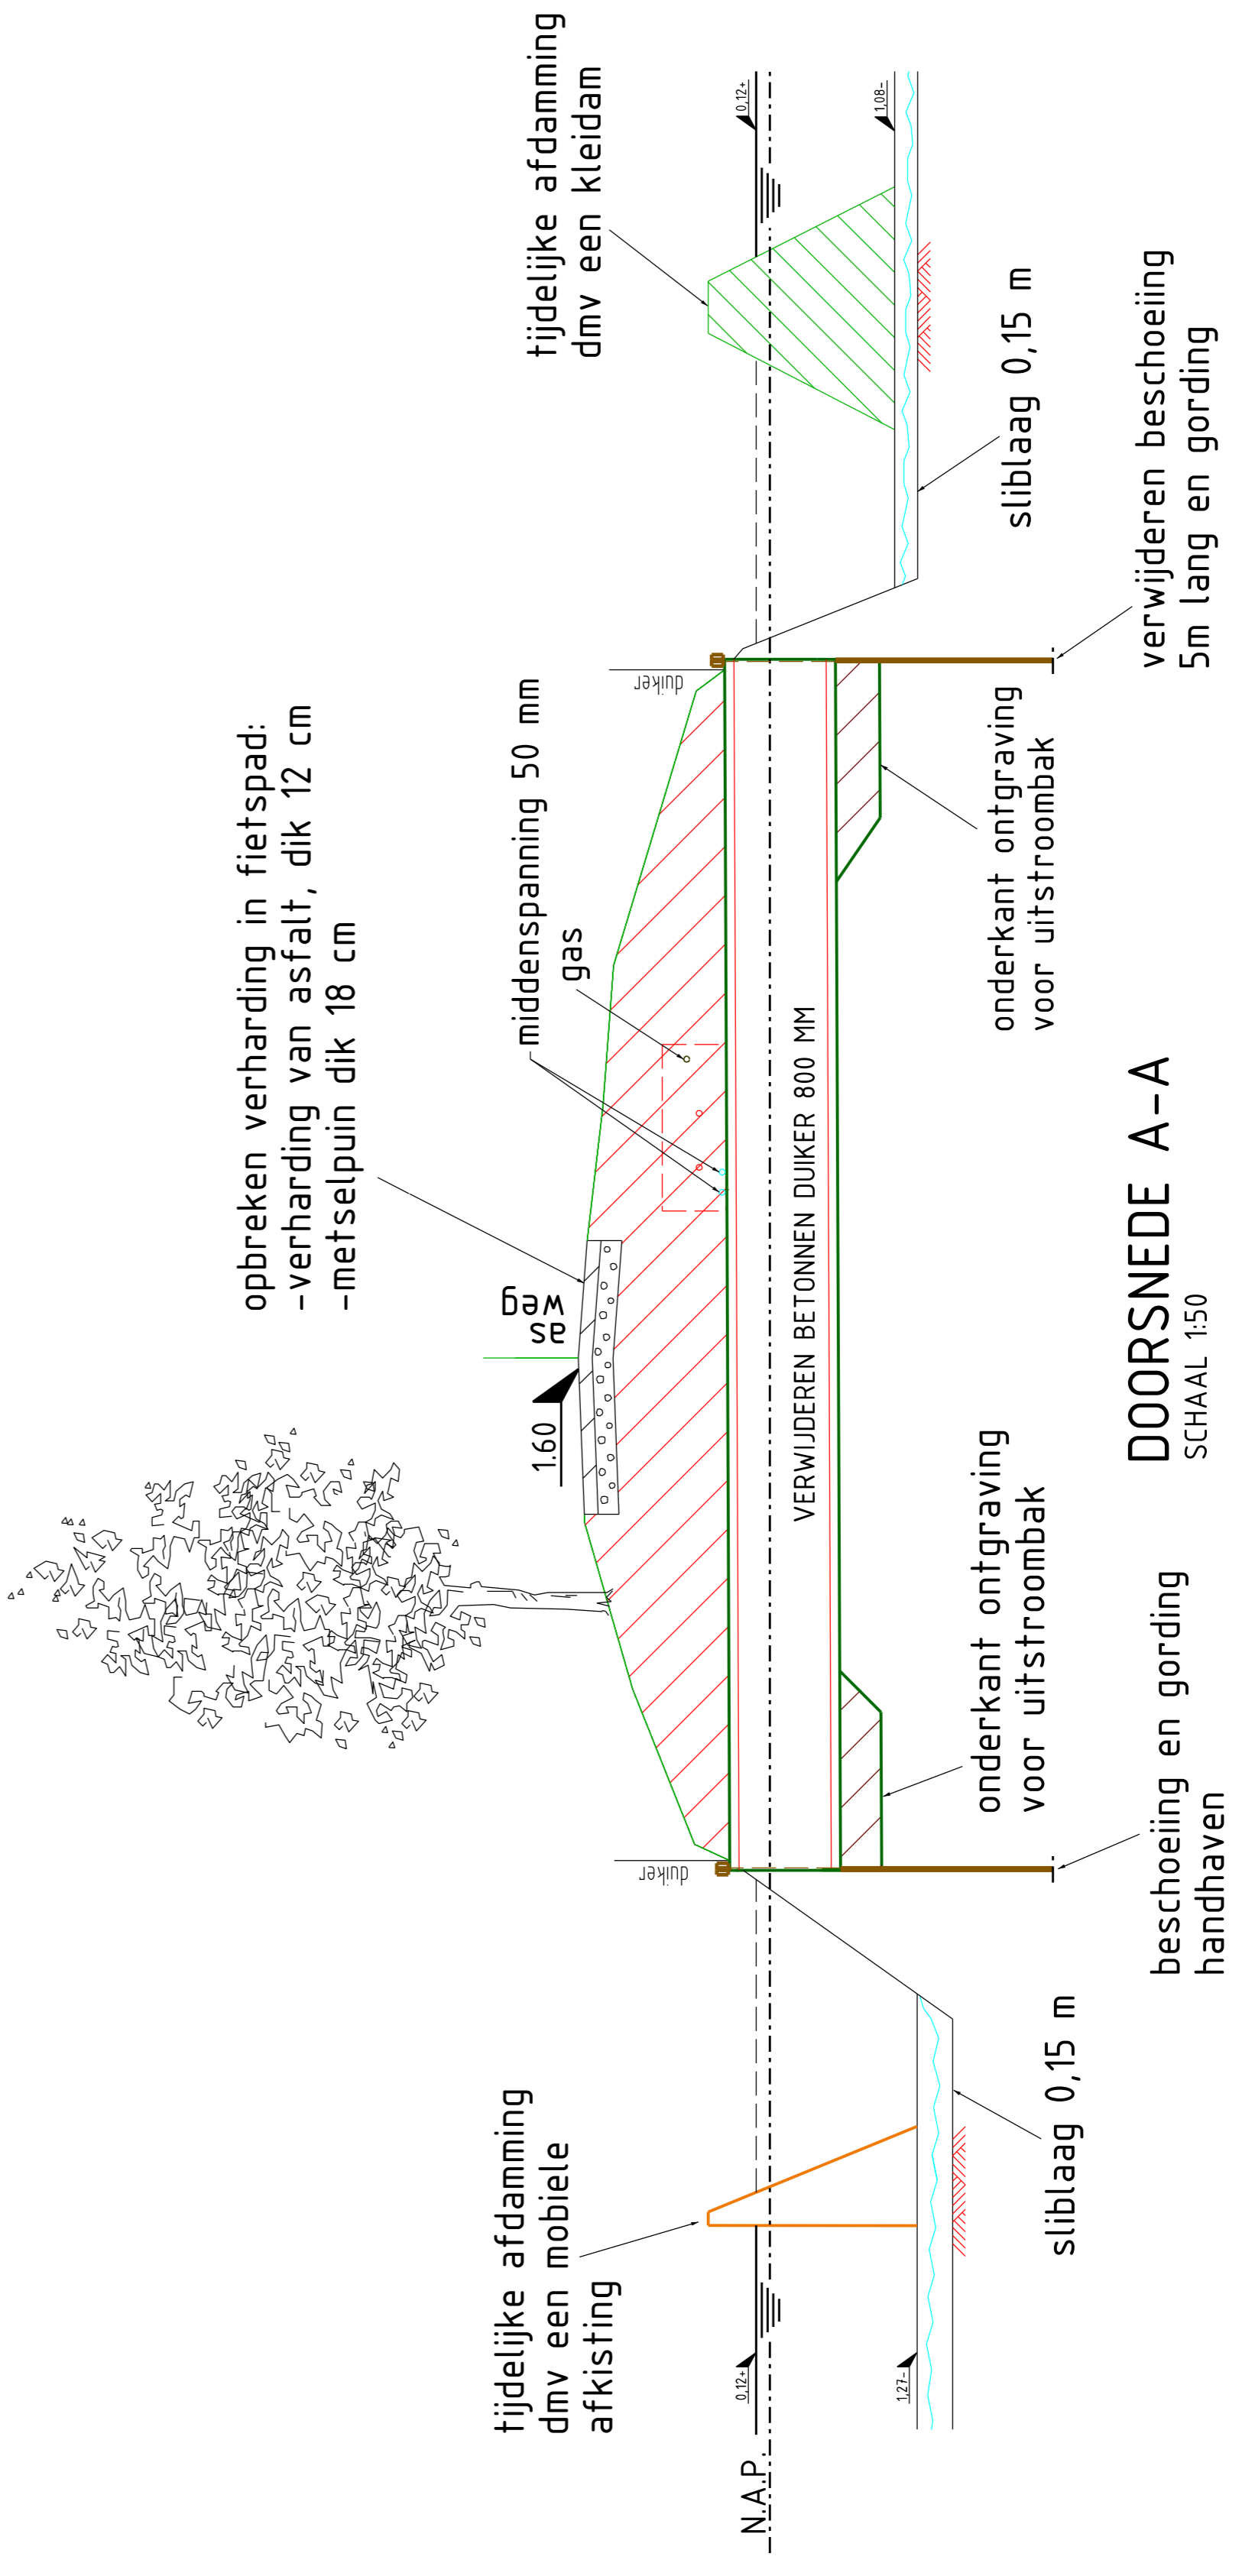 opbreken verharding in fietspad:
-verharding van asfalt, dik 12 cm
-metselpuin dik 18 cm
tijdelijke afdamming
dmv een mobiele
afkisting
1.60
as
weg
middenspanning 50 mm
gas
tijdelijke afdamming
dmv een kleidam
duiker
duiker
0,12+
0,12+
N.A.P.
VERWIJDEREN BETONNEN DUIKER 800 MM
1,27-
1,08-
sliblaag 0,15 m
onderkant ontgraving
voor uitstroombak
onderkant ontgraving
voor uitstroombak
sliblaag 0,15 m
beschoeiing en gording
handhaven
DOORSNEDE A-A
SCHAAL 1:50
verwijderen beschoeiing
5m lang en gording